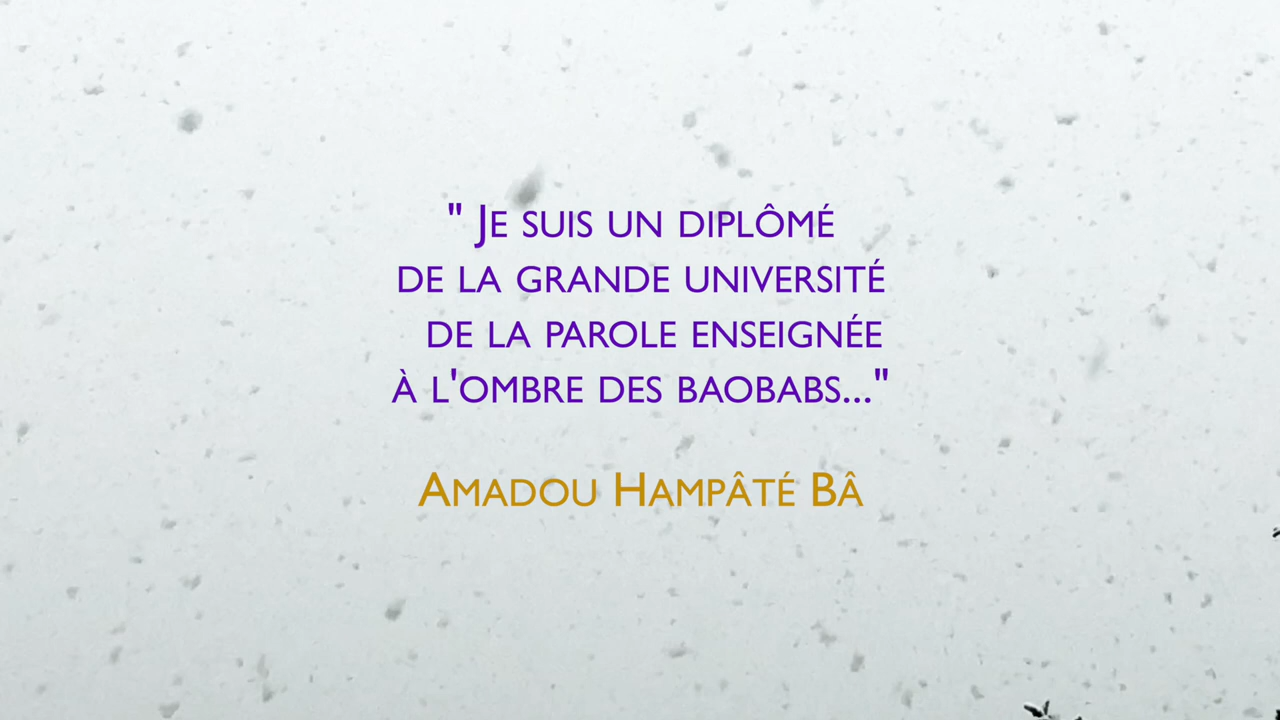 " Je suis un diplômé
de la grande université
de la parole enseignée
à l'ombre des baobabs..."
Amadou Hampâté Bâ